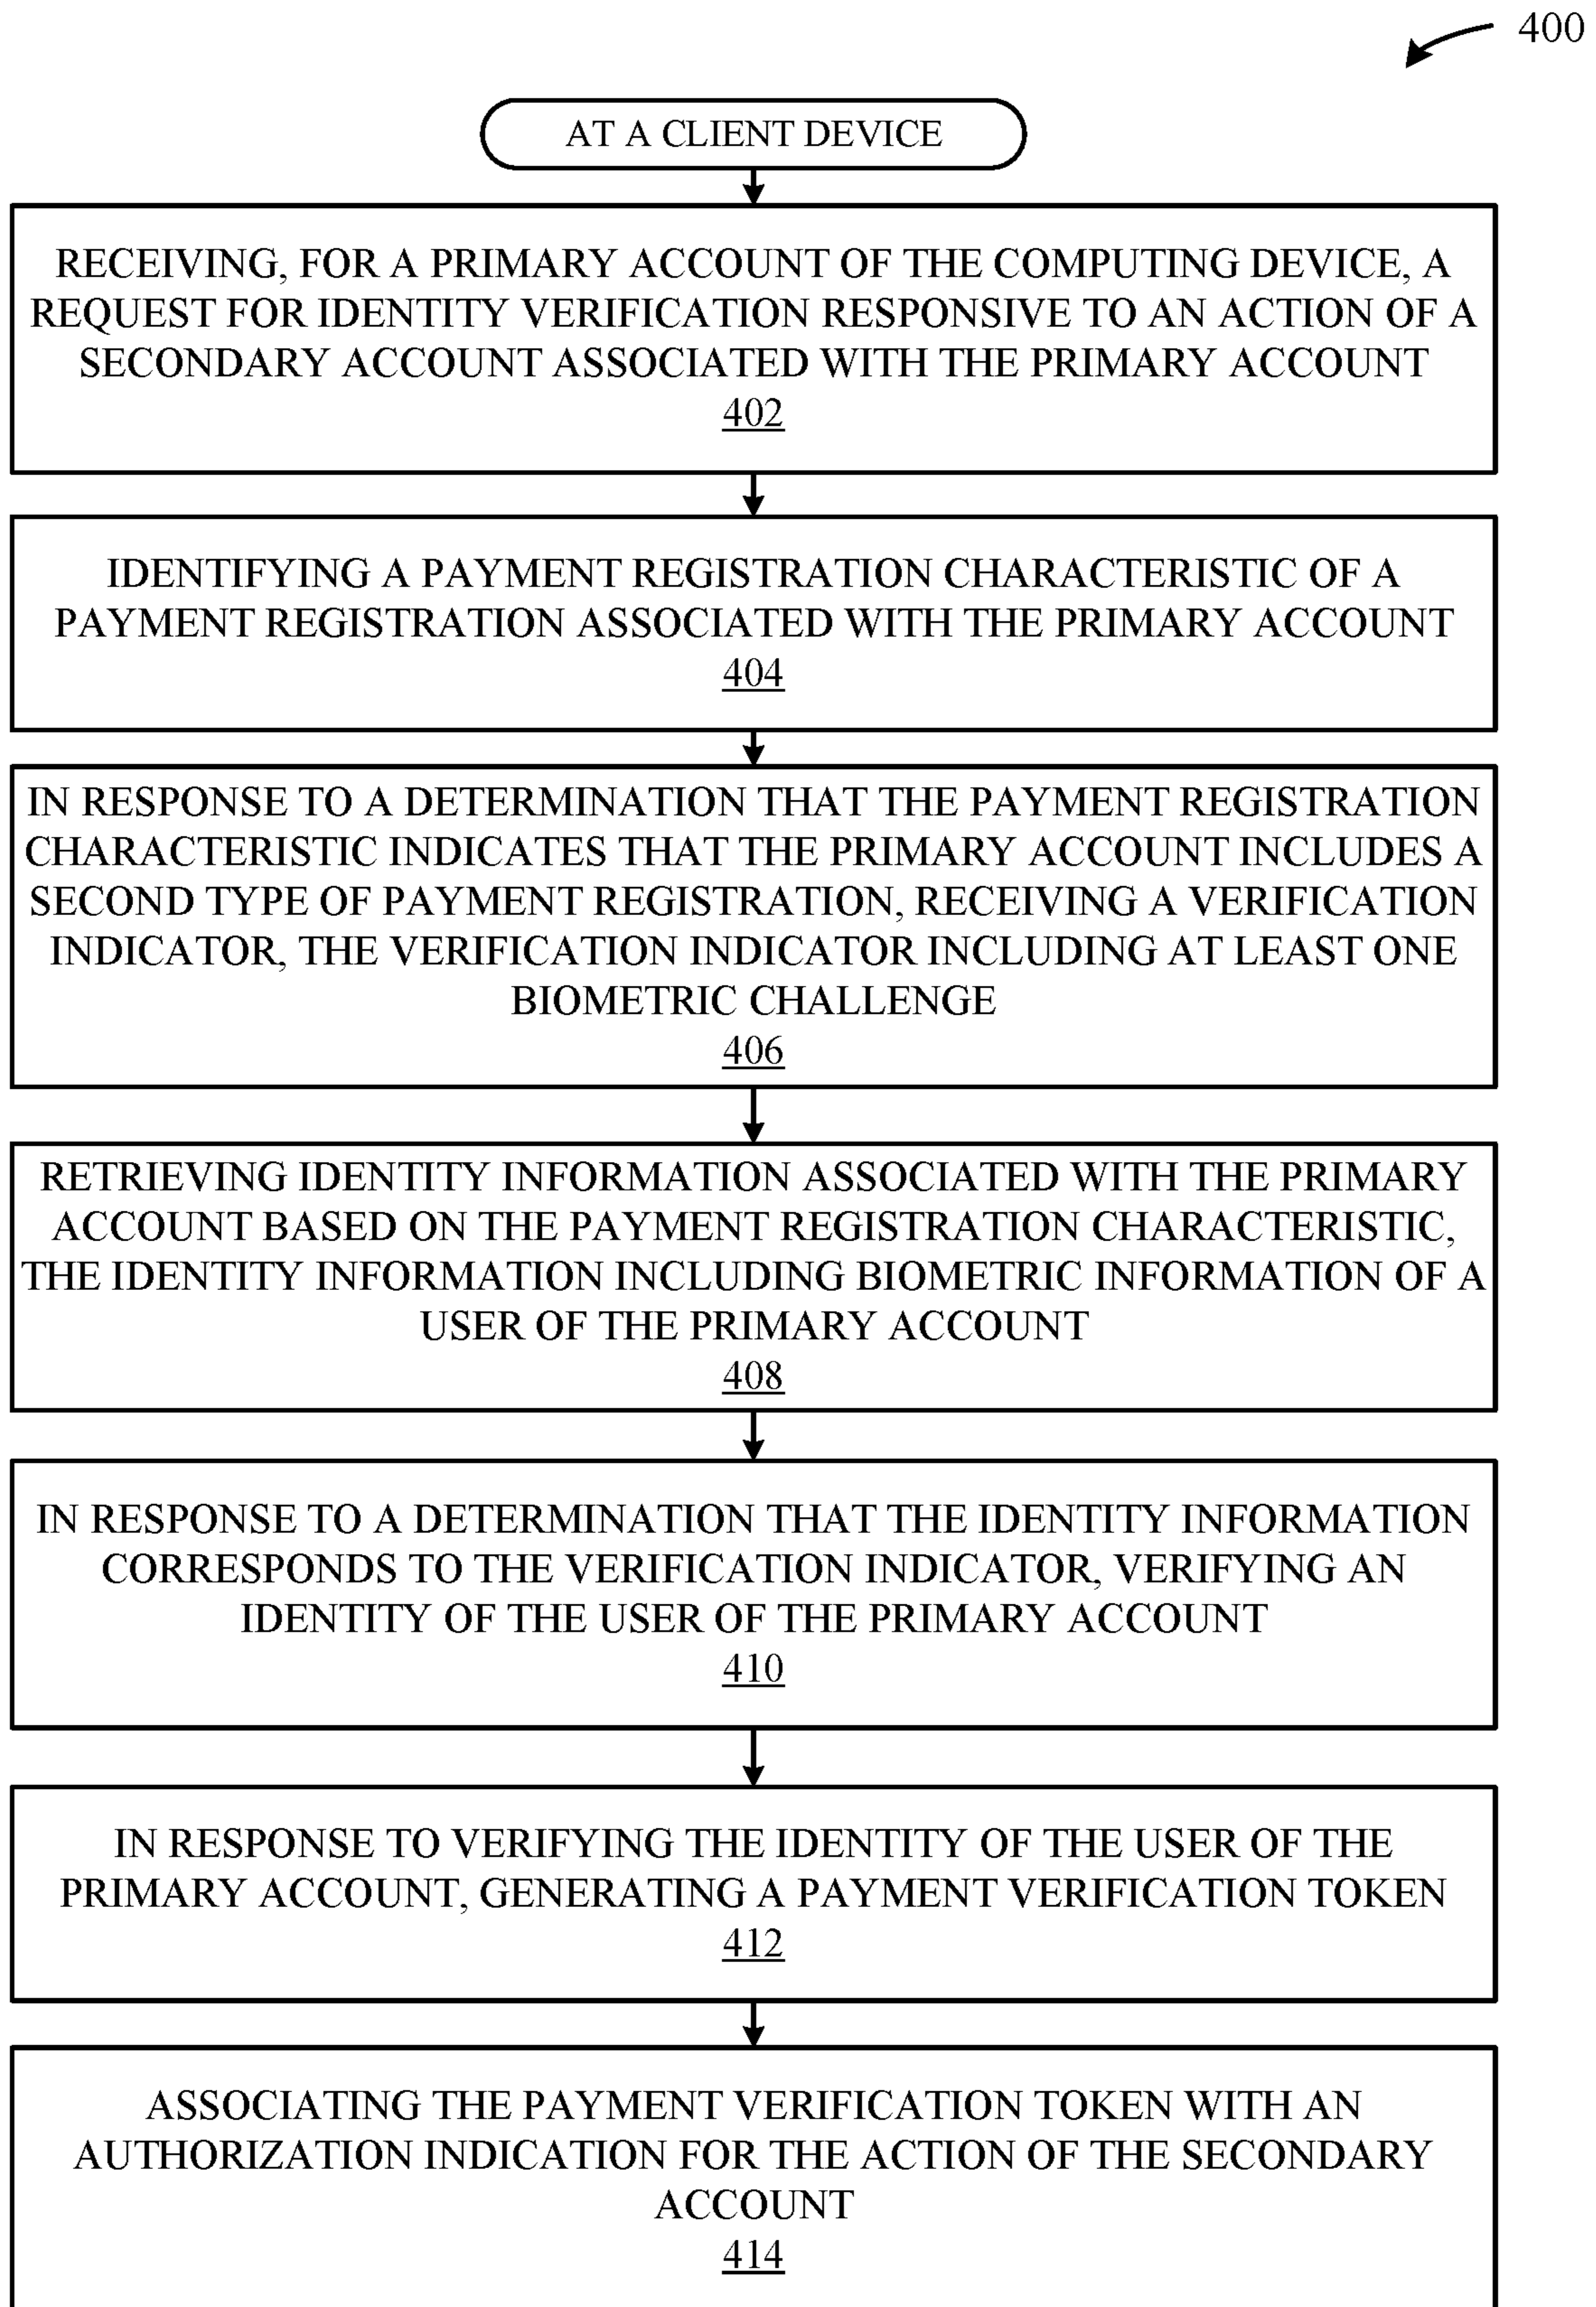 400
AT A CLIENT DEVICE
RECEIVING, FOR A PRIMARY ACCOUNT OF THE COMPUTING DEVICE, A
REQUEST FOR IDENTITY VERIFICATION RESPONSIVE TO AN ACTION OF A
SECONDARY ACCOUNT ASSOCIATED WITH THE PRIMARY ACCOUNT
402
IDENTIFYING A PAYMENT REGISTRATION CHARACTERISTIC OF A
PAYMENT REGISTRATION ASSOCIATED WITH THE PRIMARY ACCOUNT
404
IN RESPONSE TO A DETERMINATION THAT THE PAYMENT REGISTRATION
CHARACTERISTIC INDICATES THAT THE PRIMARY ACCOUNT INCLUDES A
SECOND TYPE OF PAYMENT REGISTRATION, RECEIVING A VERIFICATION
INDICATOR, THE VERIFICATION INDICATOR INCLUDING AT LEAST ONE
BIOMETRIC CHALLENGE
406
RETRIEVING IDENTITY INFORMATION ASSOCIATED WITH THE PRIMARY
ACCOUNT BASED ON THE PAYMENT REGISTRATION CHARACTERISTIC,
THE IDENTITY INFORMATION INCLUDING BIOMETRIC INFORMATION OF A
USER OF THE PRIMARY ACCOUNT
408
IN RESPONSE TO A DETERMINATION THAT THE IDENTITY INFORMATION
CORRESPONDS TO THE VERIFICATION INDICATOR, VERIFYING AN
IDENTITY OF THE USER OF THE PRIMARY ACCOUNT
410
IN RESPONSE TO VERIFYING THE IDENTITY OF THE USER OF THE
PRIMARY ACCOUNT, GENERATING A PAYMENT VERIFICATION TOKEN
412
ASSOCIATING THE PAYMENT VERIFICATION TOKEN WITH AN
AUTHORIZATION INDICATION FOR THE ACTION OF THE SECONDARY
ACCOUNT
414